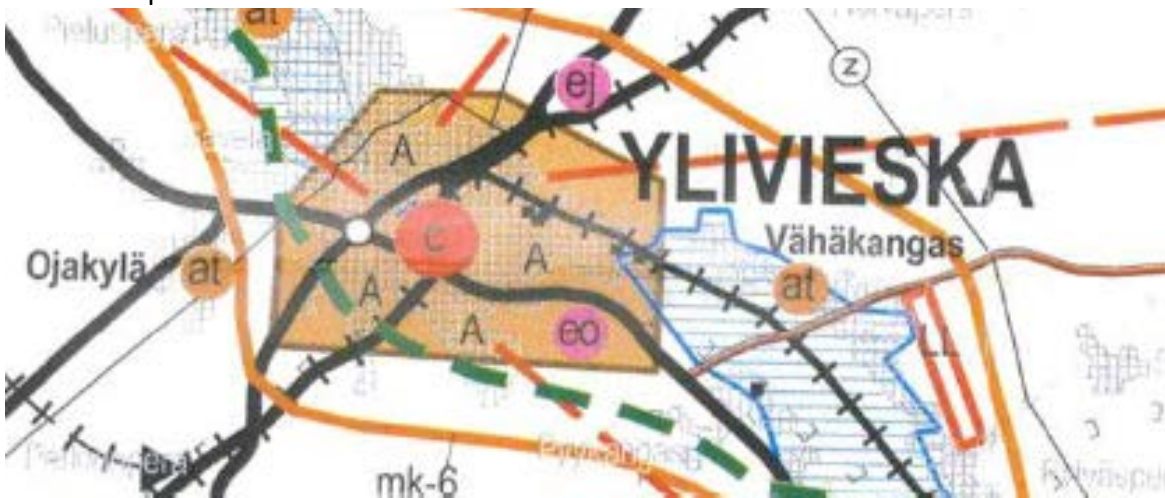 at
ej
z
A
YLIVIESKA
Vähäkangas
Ojakylä
at
c
A
at
A
A
eo
LL
mk-6